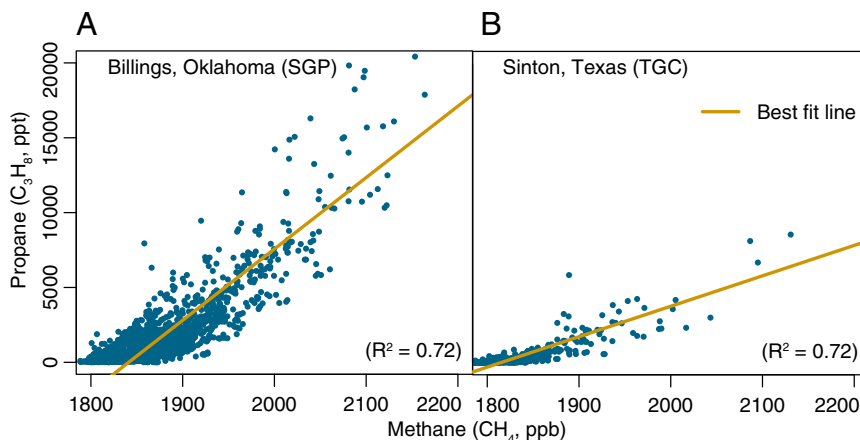 A
B
Billings, Oklahoma (SGP)
Sinton, Texas (TGC)
Best fit line
Propane (C₃H₈, ppt)
20000
15000
10000
5000
0
(R² = 0.72)
(R² = 0.72)
1800 1900 2000 2100 2200
1800 1900 2000 2100 2200
Methane (CH₄, ppb)